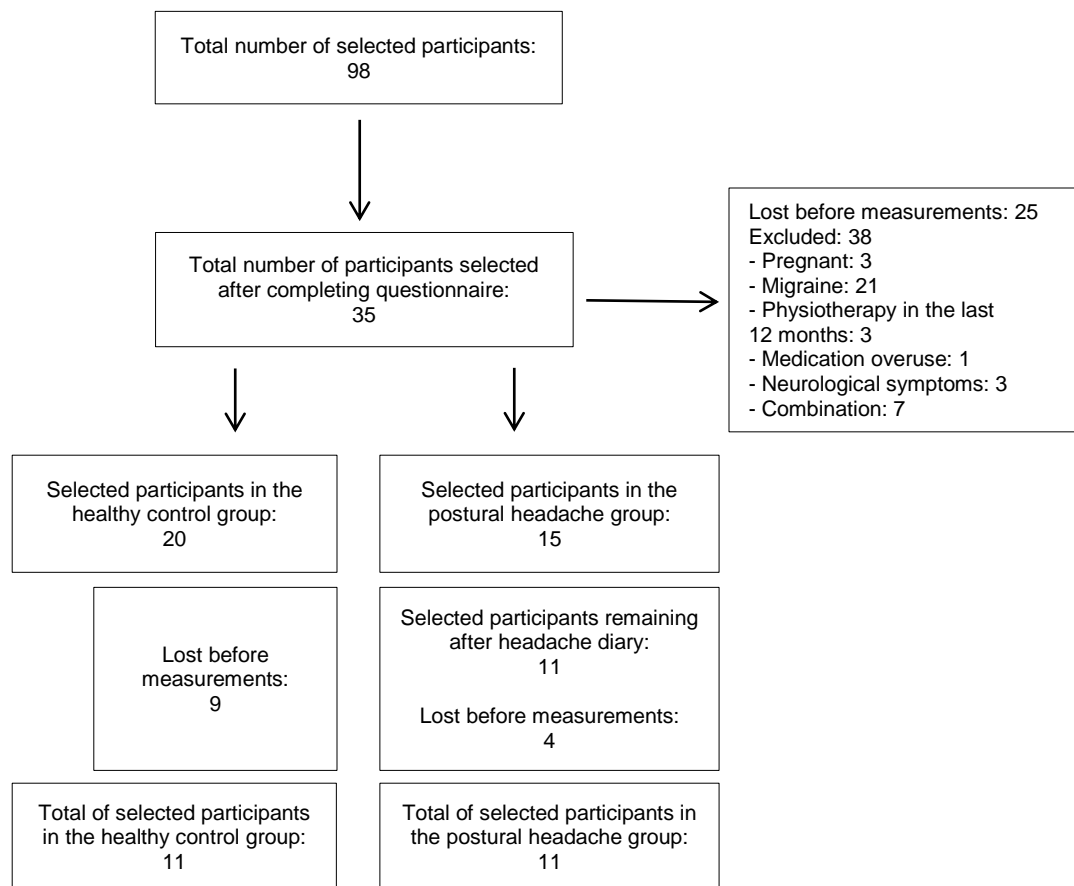 Total number of selected participants:
98
Total number of participants selected
after completing questionnaire:
35
Lost before measurements: 25
Excluded: 38
- Pregnant: 3
- Migraine: 21
- Physiotherapy in the last
12 months: 3
- Medication overuse: 1
- Neurological symptoms: 3
- Combination: 7
Selected participants in the
healthy control group:
20
Selected participants in the
postural headache group:
15
Lost before
measurements:
9
Selected participants remaining
after headache diary:
11
Lost before measurements:
4
Total of selected participants
in the healthy control group:
11
Total of selected participants in
the postural headache group:
11